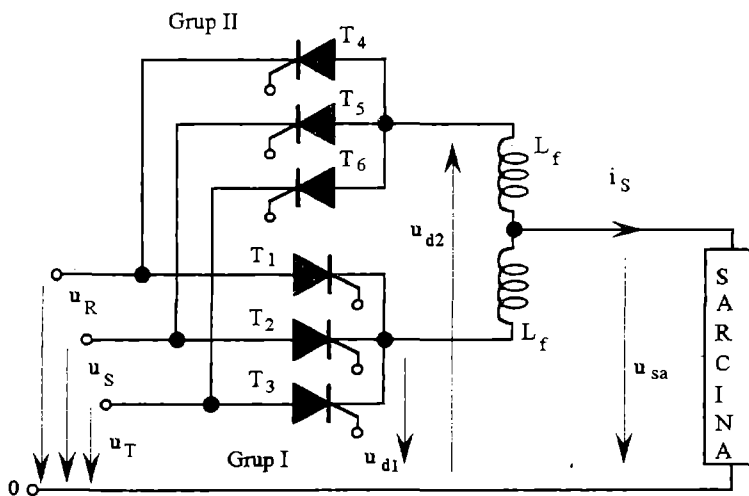 Grup II
T4
T5
T6
Lf
iS
ud2
T1
uR
T2
Lf
uS
T3
usa
uT
Grup I
ud1
0
SARCINA